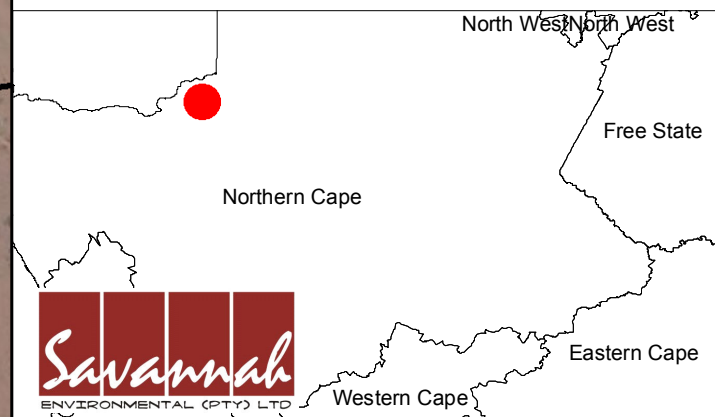 North West North West
Free State
Northern Cape
Savannah
ENVIRONMENTAL (PTY) LTD
Eastern Cape
Western Cape